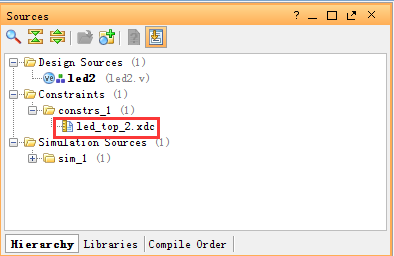 Sources
Design Sources (1)
led2 (led2.v)
Constraints (1)
constrs_1 (1)
led_top_2.xdc
Simulation Sources (1)
sim_1 (1)
Hierarchy Libraries Compile Order